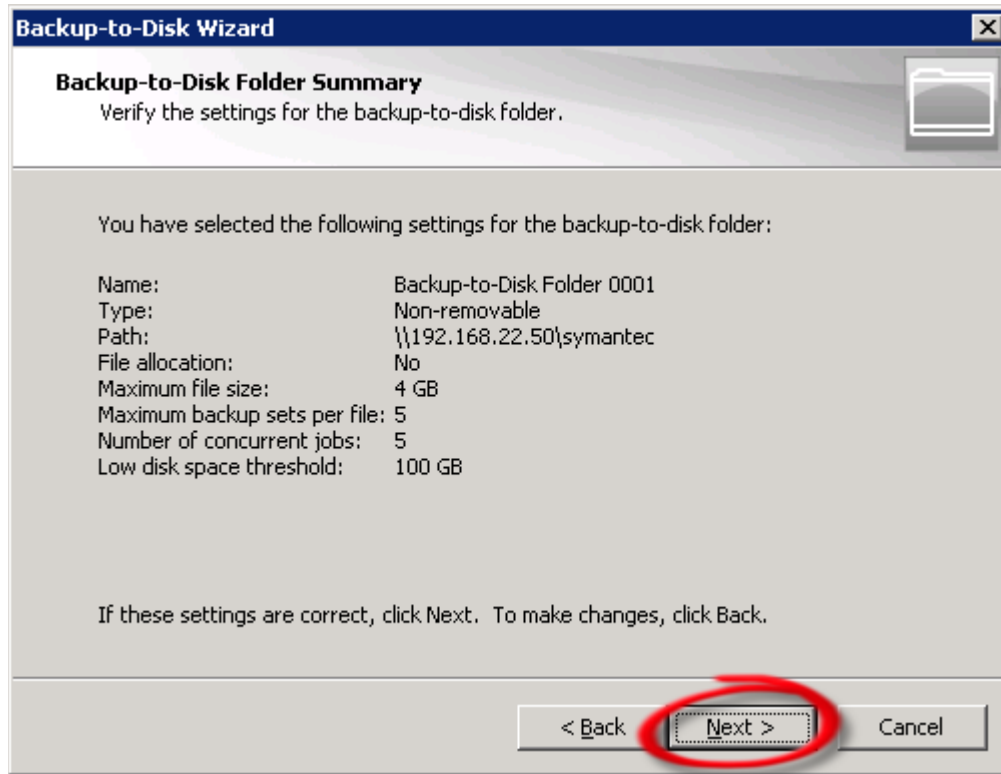 Backup-to-Disk Wizard
Backup-to-Disk Folder Summary
Verify the settings for the backup-to-disk folder.
You have selected the following settings for the backup-to-disk folder:
Name: Backup-to-Disk Folder 0001
Type: Non-removable
Path: \\192.168.22.50\symantec
File allocation: No
Maximum file size: 4 GB
Maximum backup sets per file: 5
Number of concurrent jobs: 5
Low disk space threshold: 100 GB
If these settings are correct, click Next. To make changes, click Back.
< Back Next > Cancel